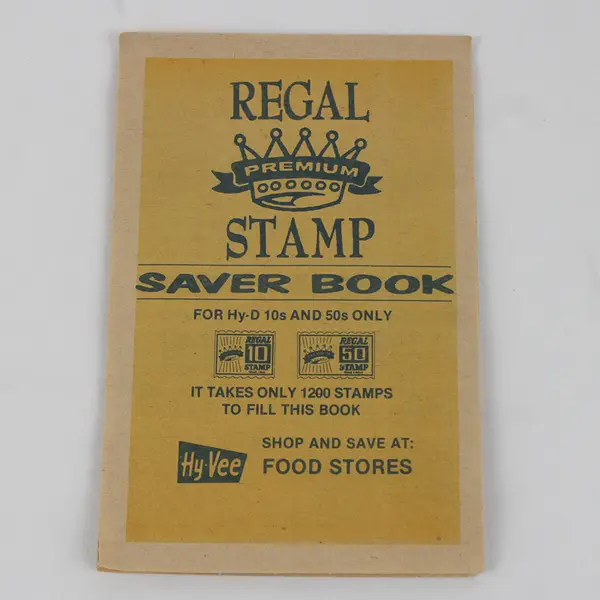 REGAL
PREMIUM
STAMP
SAVER BOOK
FOR Hy-D 10s AND 50s ONLY
REGAL
10
STAMP
REGAL
50
STAMP
IT TAKES ONLY 1200 STAMPS
TO FILL THIS BOOK
Hy-Vee
SHOP AND SAVE AT:
FOOD STORES